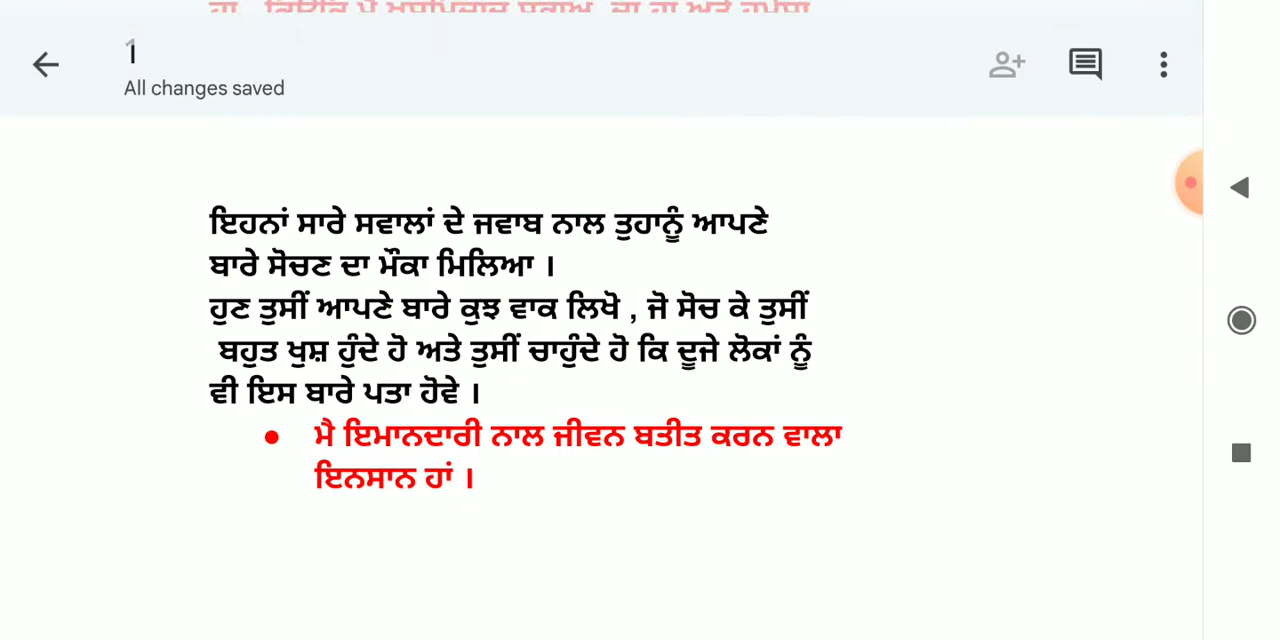 1
All changes saved
ਇਹਨਾਂ ਸਾਰੇ ਸਵਾਲਾਂ ਦੇ ਜਵਾਬ ਨਾਲ ਤੁਹਾਨੂੰ ਆਪਣੇ
ਬਾਰੇ ਸੋਚਣ ਦਾ ਮੌਕਾ ਮਿਲਿਆ ।
ਹੁਣ ਤੁਸੀਂ ਆਪਣੇ ਬਾਰੇ ਕੁਝ ਵਾਕ ਲਿਖੋ , ਜੋ ਸੋਚ ਕੇ ਤੁਸੀਂ
ਬਹੁਤ ਖੁਸ਼ ਹੁੰਦੇ ਹੋ ਅਤੇ ਤੁਸੀਂ ਚਾਹੁੰਦੇ ਹੋ ਕਿ ਦੂਜੇ ਲੋਕਾਂ ਨੂੰ
ਵੀ ਇਸ ਬਾਰੇ ਪਤਾ ਹੋਵੇ ।
● ਮੈ ਇਮਾਨਦਾਰੀ ਨਾਲ ਜੀਵਨ ਬਤੀਤ ਕਰਨ ਵਾਲਾ
ਇਨਸਾਨ ਹਾਂ ।